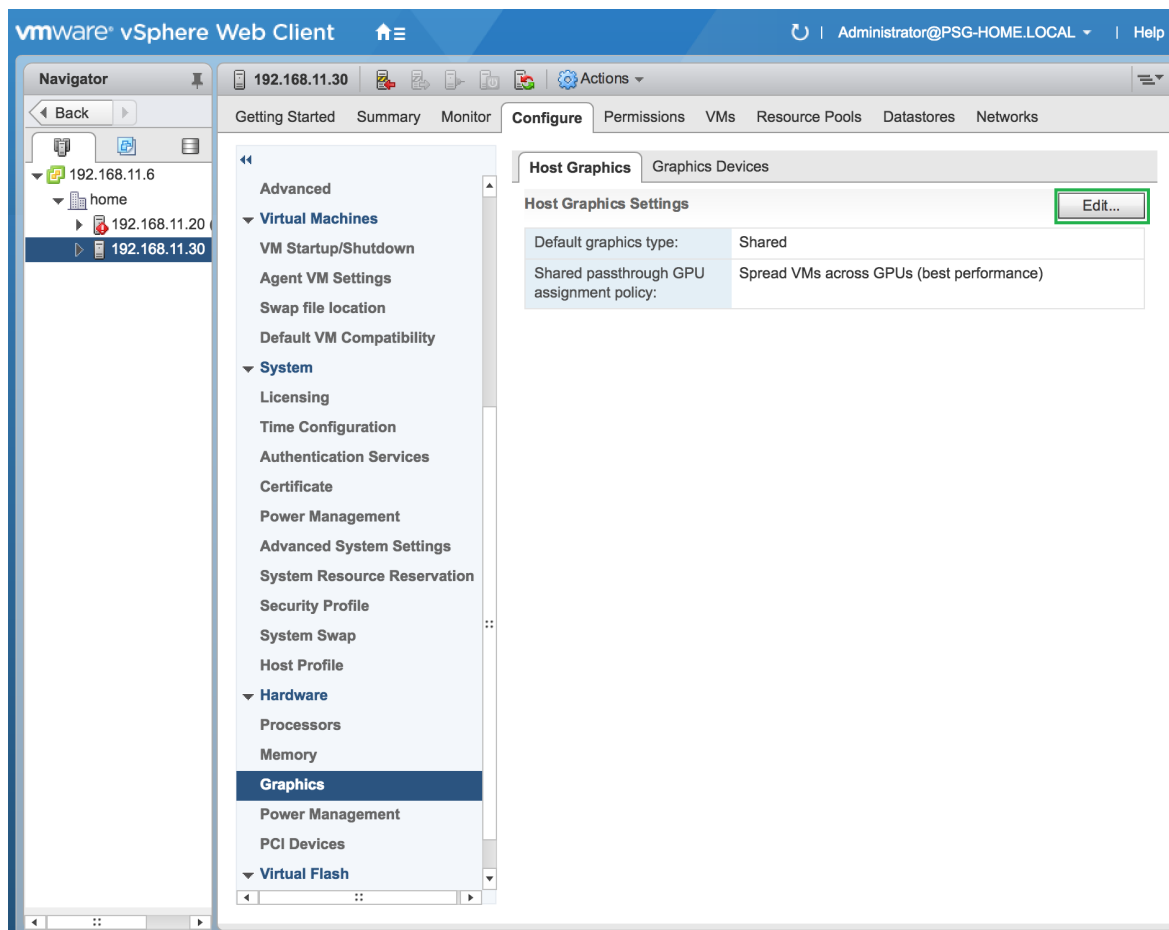 vmware® vSphere Web Client
| Administrator@PSG-HOME.LOCAL | Help
Navigator
Back
192.168.11.6
home
192.168.11.20 (
192.168.11.30
192.168.11.30 Actions
Getting Started Summary Monitor Configure Permissions VMs Resource Pools Datastores Networks
Advanced
Virtual Machines
VM Startup/Shutdown
Agent VM Settings
Swap file location
Default VM Compatibility
System
Licensing
Time Configuration
Authentication Services
Certificate
Power Management
Advanced System Settings
System Resource Reservation
Security Profile
System Swap
Host Profile
Hardware
Processors
Memory
Graphics
Power Management
PCI Devices
Virtual Flash
Host Graphics Graphics Devices
Host Graphics Settings Edit...
Default graphics type: Shared
Shared passthrough GPU Spread VMs across GPUs (best performance)
assignment policy: